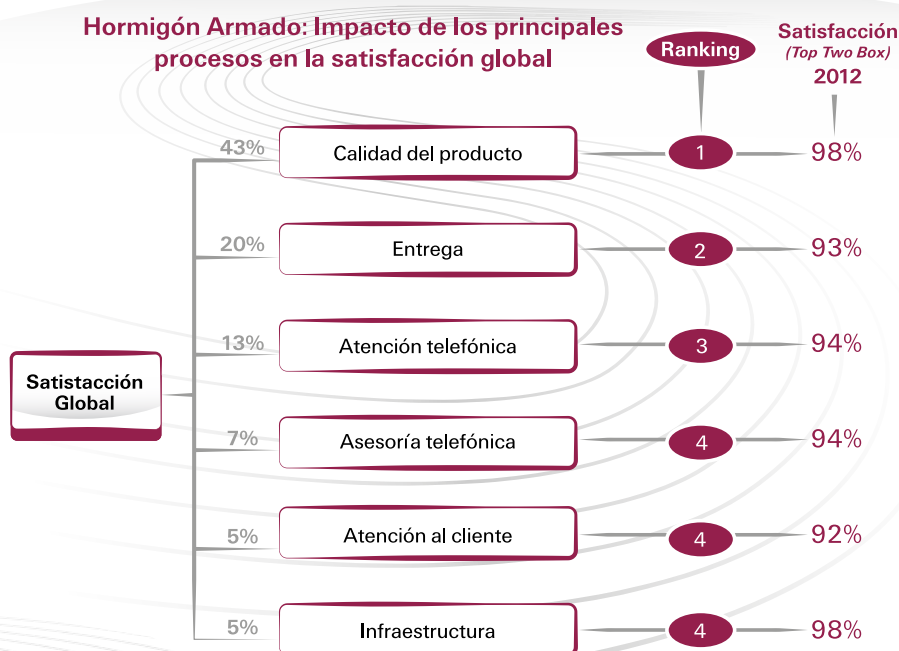 Hormigón Armado: Impacto de los principales
procesos en la satisfacción global
Ranking
Satisfacción
(Top Two Box)
2012
43%
Calidad del producto
1
98%
20%
Entrega
2
93%
13%
Atención telefónica
3
94%
Satistacción
Global
7%
Asesoría telefónica
4
94%
5%
Atención al cliente
4
92%
5%
Infraestructura
4
98%